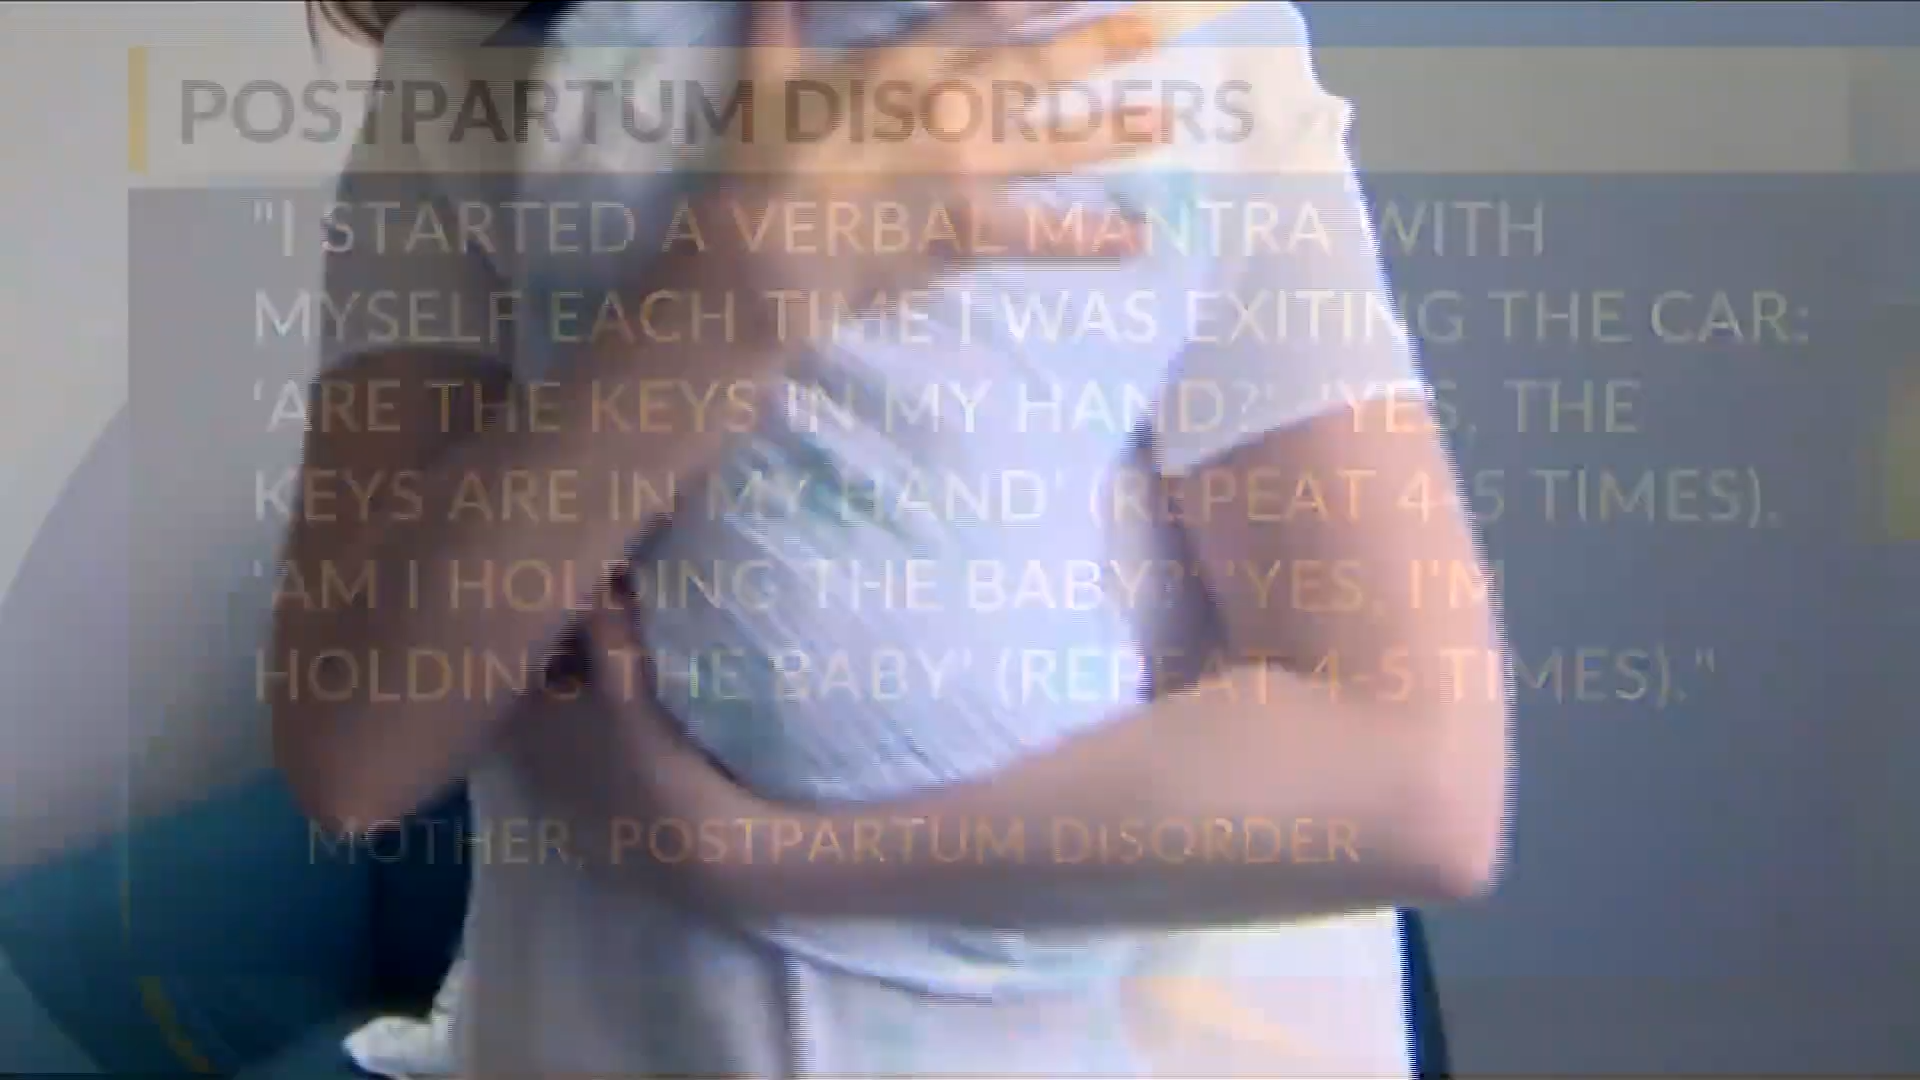 POSTPARTUM DISORDERS
"I STARTED A VERBAL MANTRA WITH
MYSELF EACH TIME I WAS EXITING THE CAR:
'ARE THE KEYS IN MY HAND?' 'YES, THE
KEYS ARE IN MY HAND' (REPEAT 4-5 TIMES).
'AM I HOLDING THE BABY?' 'YES, I'M
HOLDING THE BABY' (REPEAT 4-5 TIMES)."
MOTHER, POSTPARTUM DISORDER